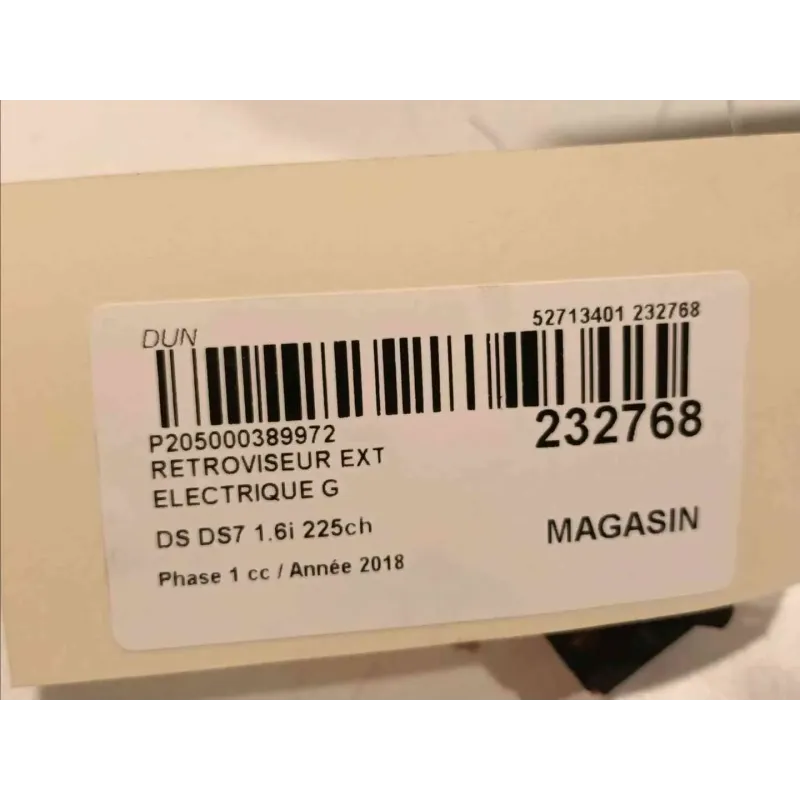 DUN
52713401 232768
P205000389972
232768
RETROVISEUR EXT
ELECTRIQUE G
DS DS7 1.6i 225ch
MAGASIN
Phase 1 cc / Année 2018